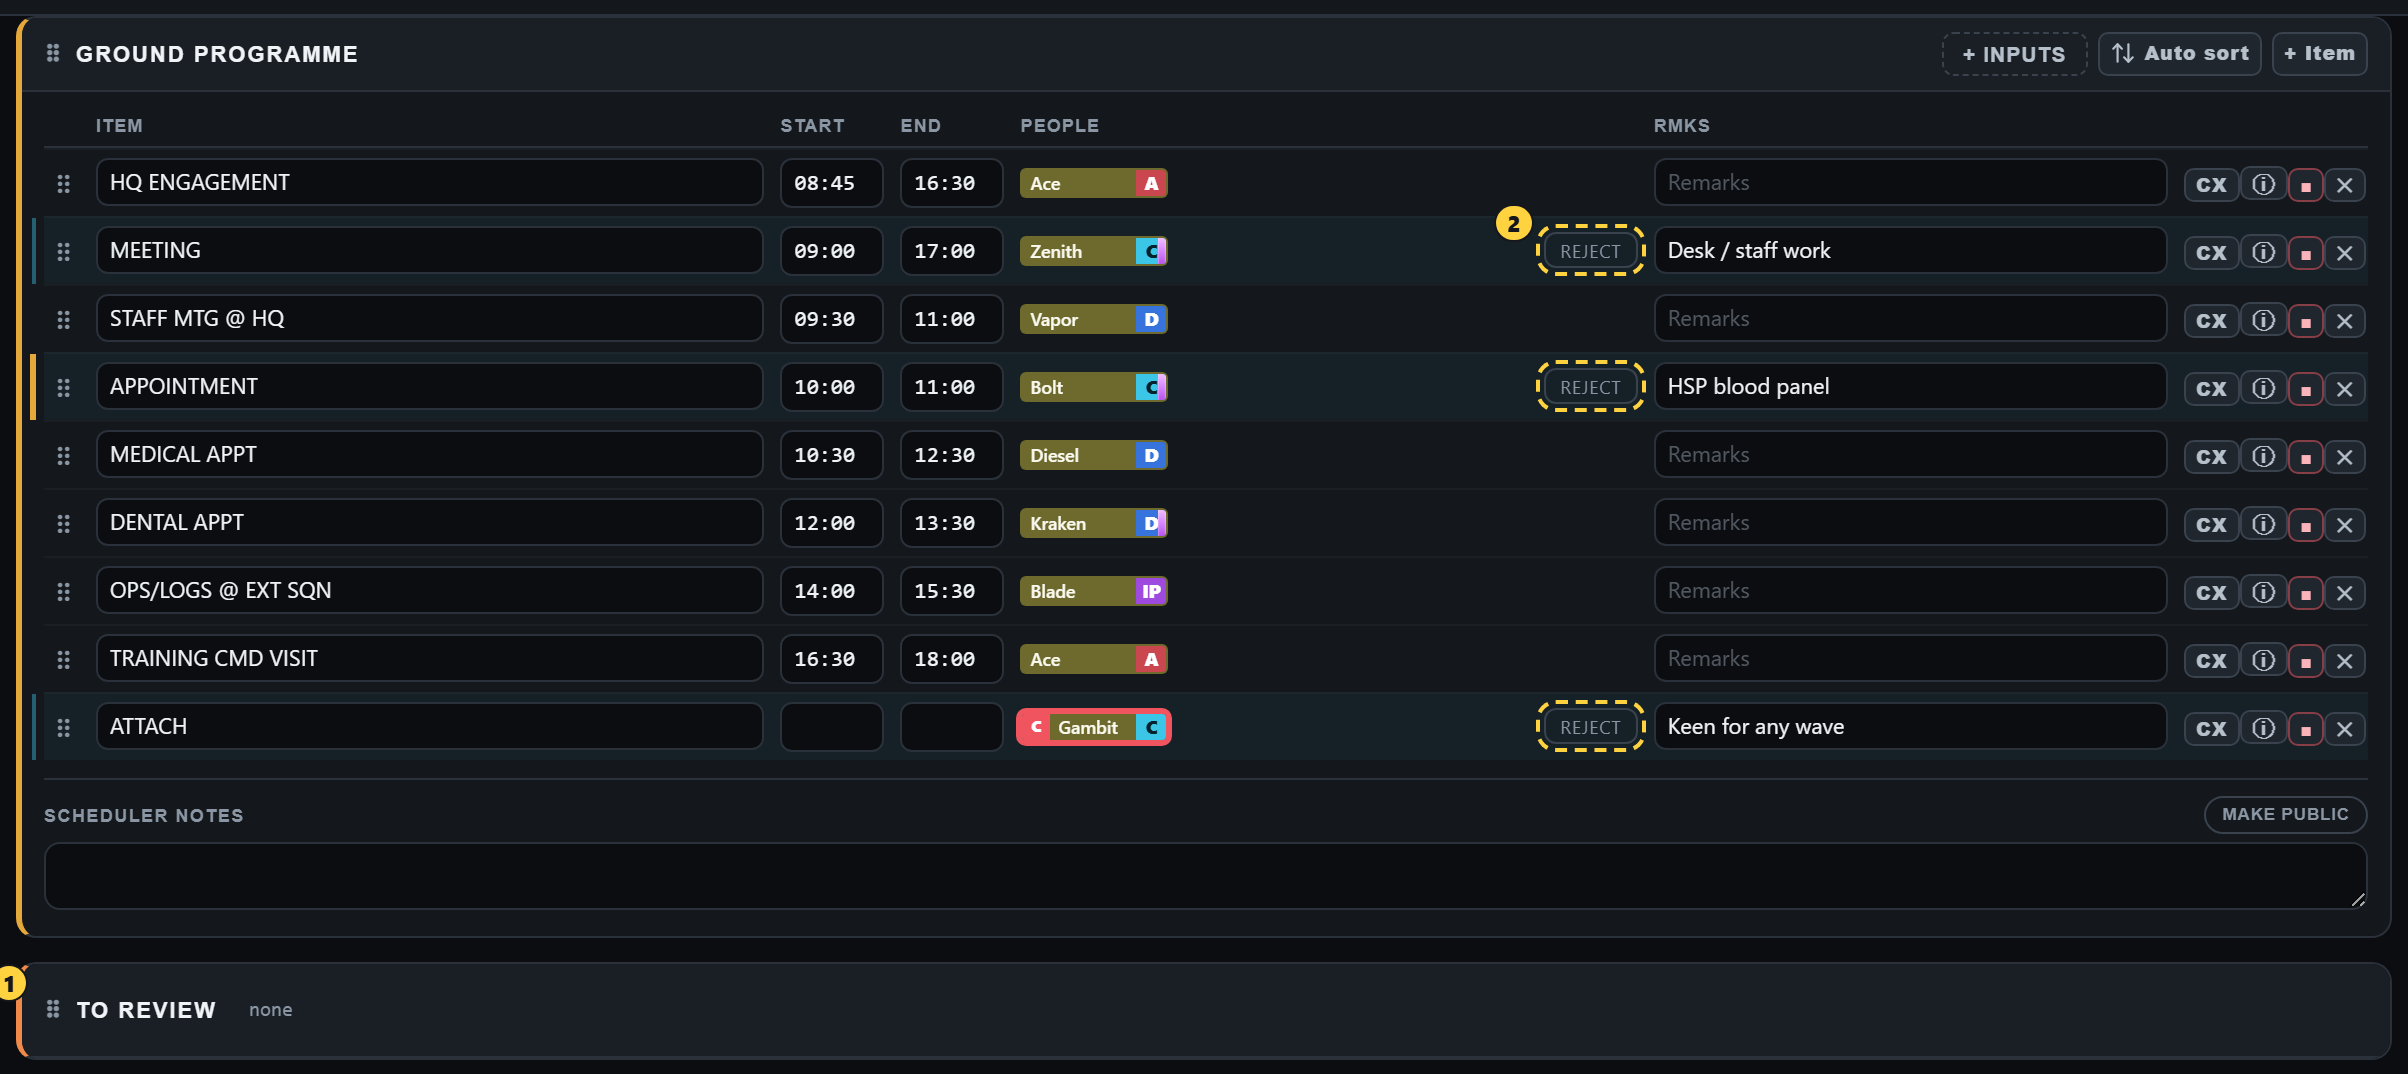 GROUND PROGRAMME + INPUTS Auto sort + Item
ITEM START END PEOPLE RMKS
HQ ENGAGEMENT 08:45 16:30 Ace A Remarks CX
2
MEETING 09:00 17:00 Zenith C REJECT Desk / staff work CX
STAFF MTG @ HQ 09:30 11:00 Vapor D Remarks CX
APPOINTMENT 10:00 11:00 Bolt C REJECT HSP blood panel CX
MEDICAL APPT 10:30 12:30 Diesel D Remarks CX
DENTAL APPT 12:00 13:30 Kraken D Remarks CX
OPS/LOGS @ EXT SQN 14:00 15:30 Blade IP Remarks CX
TRAINING CMD VISIT 16:30 18:00 Ace A Remarks CX
ATTACH C Gambit C REJECT Keen for any wave CX
SCHEDULER NOTES MAKE PUBLIC
1
TO REVIEW none